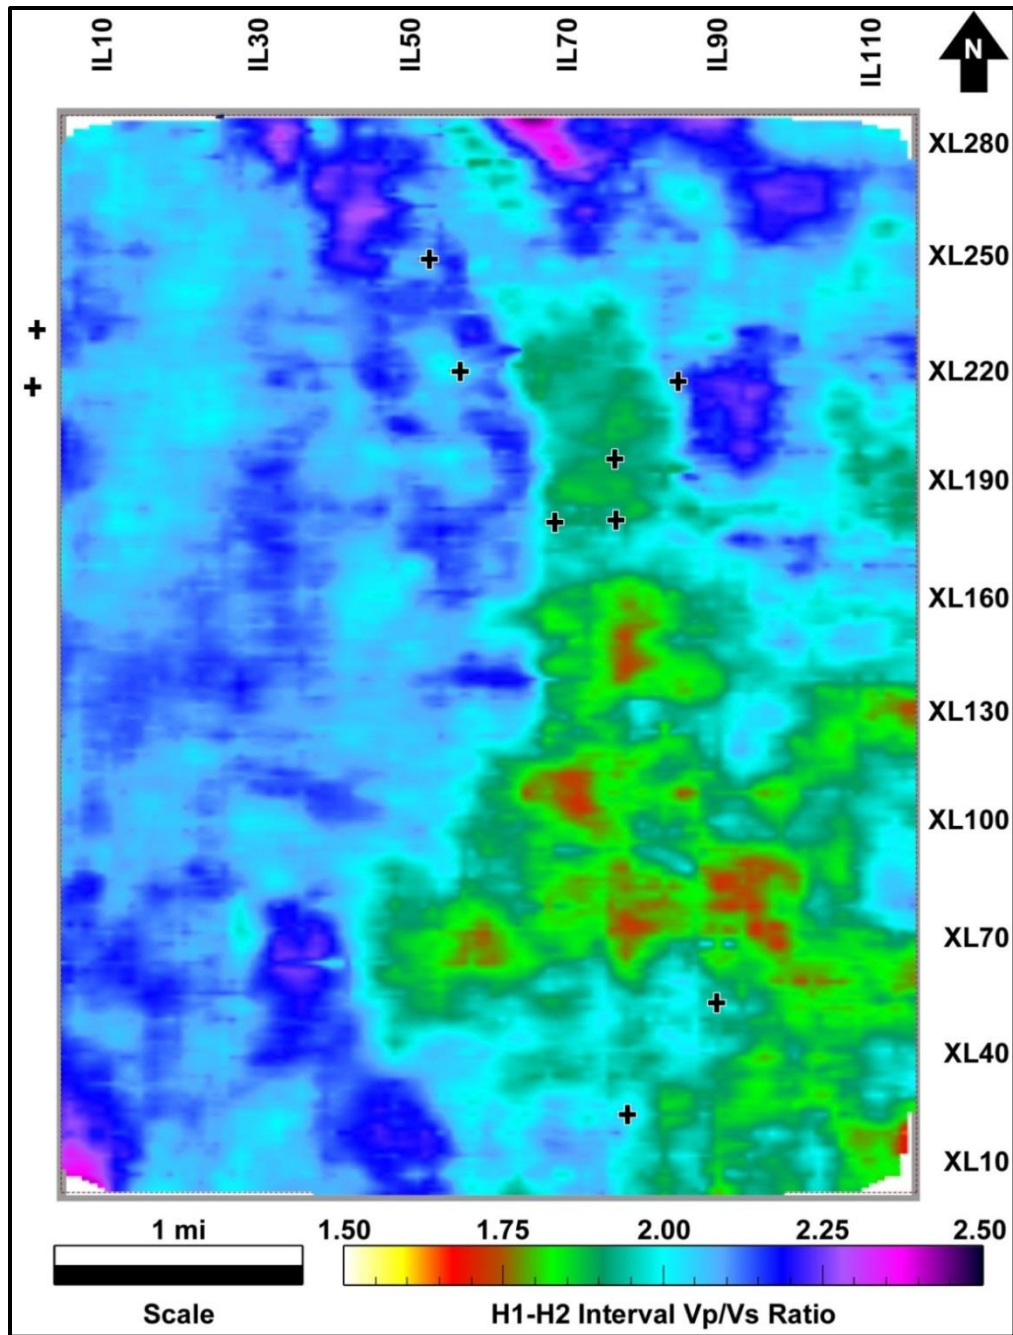 IL10 IL30 IL50 IL70 IL90 IL110
N
XL280
XL250
XL220
XL190
XL160
XL130
XL100
XL70
XL40
XL10
1 mi
Scale
1.50 1.75 2.00 2.25 2.50
H1-H2 Interval Vp/Vs Ratio